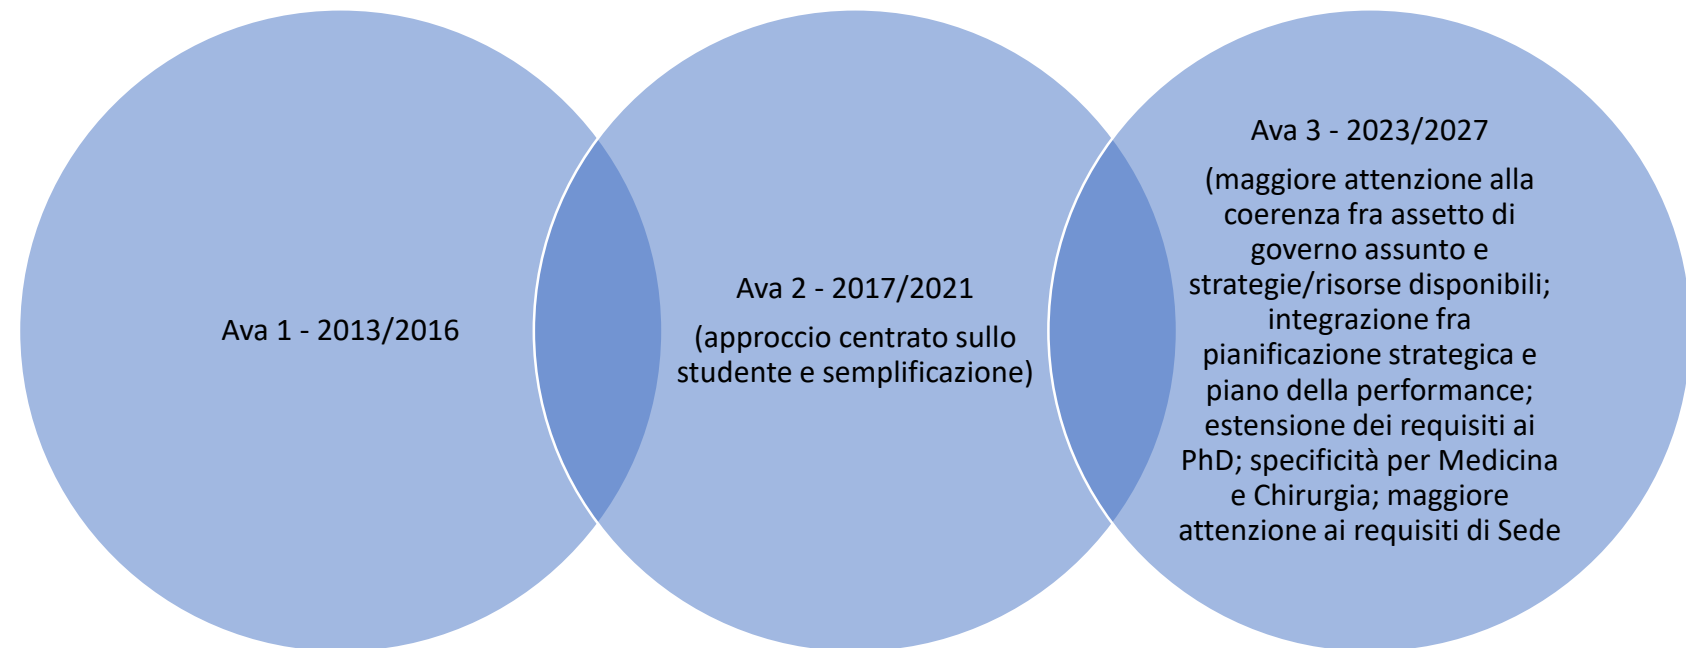 Ava 1 - 2013/2016
Ava 2 - 2017/2021
(approccio centrato sullo
studente e semplificazione)
Ava 3 - 2023/2027
(maggiore attenzione alla
coerenza fra assetto di
governo assunto e
strategie/risorse disponibili;
integrazione fra
pianificazione strategica e
piano della performance;
estensione dei requisiti ai
PhD; specificità per Medicina
e Chirurgia; maggiore
attenzione ai requisiti di Sede